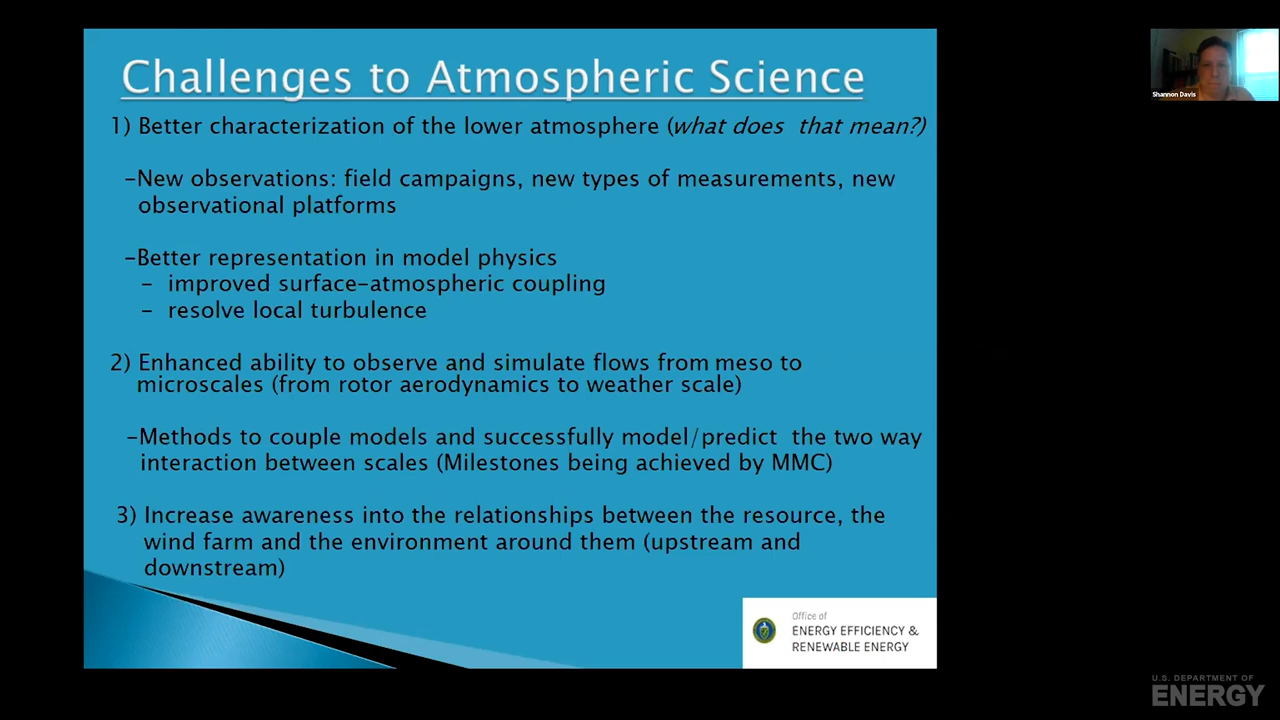 Challenges to Atmospheric Science
1) Better characterization of the lower atmosphere (what does that mean?)
-New observations: field campaigns, new types of measurements, new
observational platforms
-Better representation in model physics
- improved surface-atmospheric coupling
- resolve local turbulence
2) Enhanced ability to observe and simulate flows from meso to
microscales (from rotor aerodynamics to weather scale)
-Methods to couple models and successfully model/predict the two way
interaction between scales (Milestones being achieved by MMC)
3) Increase awareness into the relationships between the resource, the
wind farm and the environment around them (upstream and
downstream)
Office of
ENERGY EFFICIENCY &
RENEWABLE ENERGY
Shannon Davis
U.S. DEPARTMENT OF
ENERGY